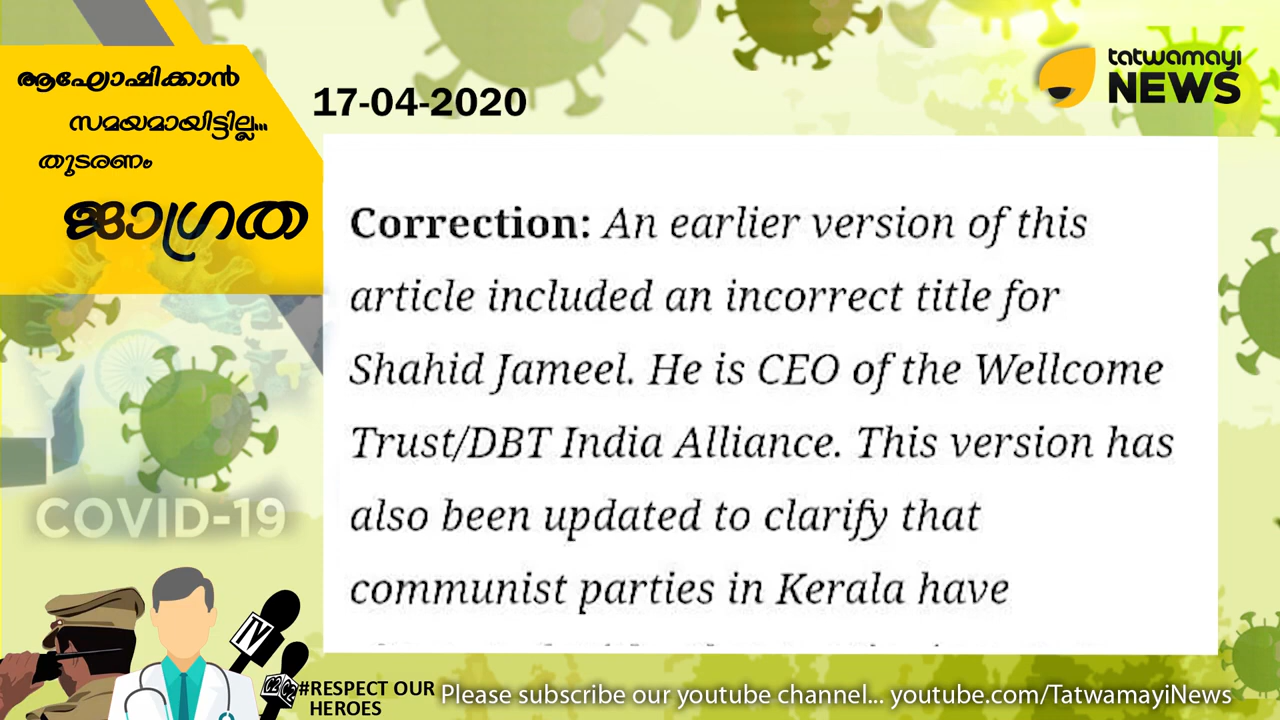 ആഘോഷിക്കാൻ
സമയമായിട്ടില്ല...
തുടരണം
ജാഗ്രത
17-04-2020
tatwamayi
NEWS
Correction: An earlier version of this
article included an incorrect title for
Shahid Jameel. He is CEO of the Wellcome
Trust/DBT India Alliance. This version has
also been updated to clarify that
communist parties in Kerala have
COVID-19
TV
#RESPECT OUR
HEROES
Please subscribe our youtube channel... youtube.com/TatwamayiNews